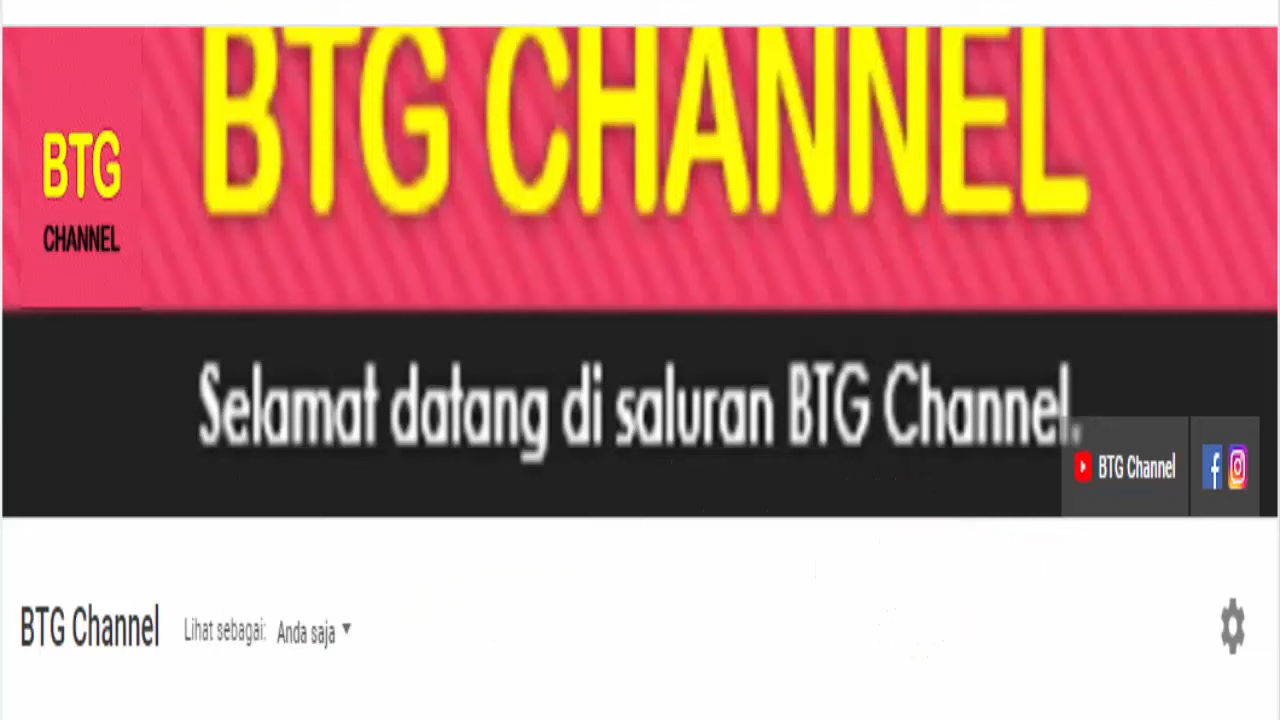 BTG CHANNEL
BTG
CHANNEL
Selamat datang di saluran BTG Channel.
BTG Channel
BTG Channel Lihat sebagai: Anda saja